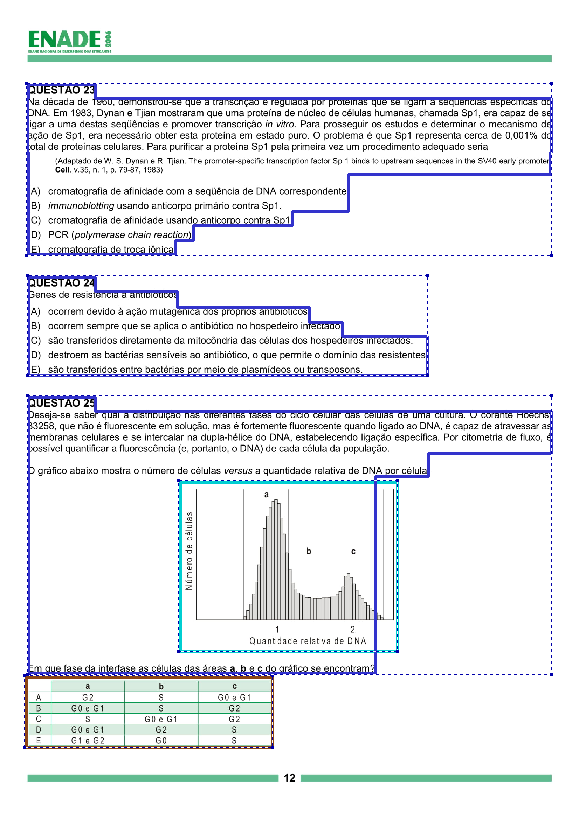 ENADE 2005
EXAME NACIONAL DE DESEMPENHO DOS ESTUDANTES
QUESTÃO 23
Na década de 1960, demonstrou-se que a transcrição é regulada por proteínas que se ligam a seqüências específicas do
DNA. Em 1983, Dynan e Tjian mostraram que uma proteína de núcleo de células humanas, chamada Sp1, era capaz de se
ligar a uma destas seqüências e promover transcrição in vitro. Para prosseguir os estudos e determinar o mecanismo de
ação de Sp1, era necessário obter esta proteína em estado puro. O problema é que Sp1 representa cerca de 0,001% do
total de proteínas celulares. Para purificar a proteína Sp1 pela primeira vez um procedimento adequado seria
(Adaptado de W. S. Dynan e R. Tjian. The promoter-specific transcription factor Sp 1 binds to upstream sequences in the SV40 early promoter.
Cell. v.35, n. 1, p. 79-87, 1983)
A) cromatografia de afinidade com a seqüência de DNA correspondente.
B) immunoblotting usando anticorpo primário contra Sp1.
C) cromatografia de afinidade usando anticorpo contra Sp1.
D) PCR (polymerase chain reaction).
E) cromatografia de troca iônica.
QUESTÃO 24
Genes de resistência a antibióticos
A) ocorrem devido à ação mutagênica dos próprios antibióticos.
B) ocorrem sempre que se aplica o antibiótico no hospedeiro infectado.
C) são transferidos diretamente da mitocôndria das células dos hospedeiros infectados.
D) destroem as bactérias sensíveis ao antibiótico, o que permite o domínio das resistentes.
E) são transferidos entre bactérias por meio de plasmídeos ou transposons.
QUESTÃO 25
Deseja-se saber qual a distribuição nas diferentes fases do ciclo celular das células de uma cultura. O corante Hoechst
33258, que não é fluorescente em solução, mas é fortemente fluorescente quando ligado ao DNA, é capaz de atravessar as
membranas celulares e se intercalar na dupla-hélice do DNA, estabelecendo ligação específica. Por citometria de fluxo, é
possível quantificar a fluorescência (e, portanto, o DNA) de cada célula da população.
O gráfico abaixo mostra o número de células versus a quantidade relativa de DNA por célula.
a
b c
Número de células
1 2
Quantidade relativa de DNA
Em que fase da interfase as células das áreas a, b e c do gráfico se encontram?
a b c
A G2 S G0 e G1
B G0 e G1 S G2
C S G0 e G1 G2
D G0 e G1 G2 S
E G1 e G2 G0 S
12